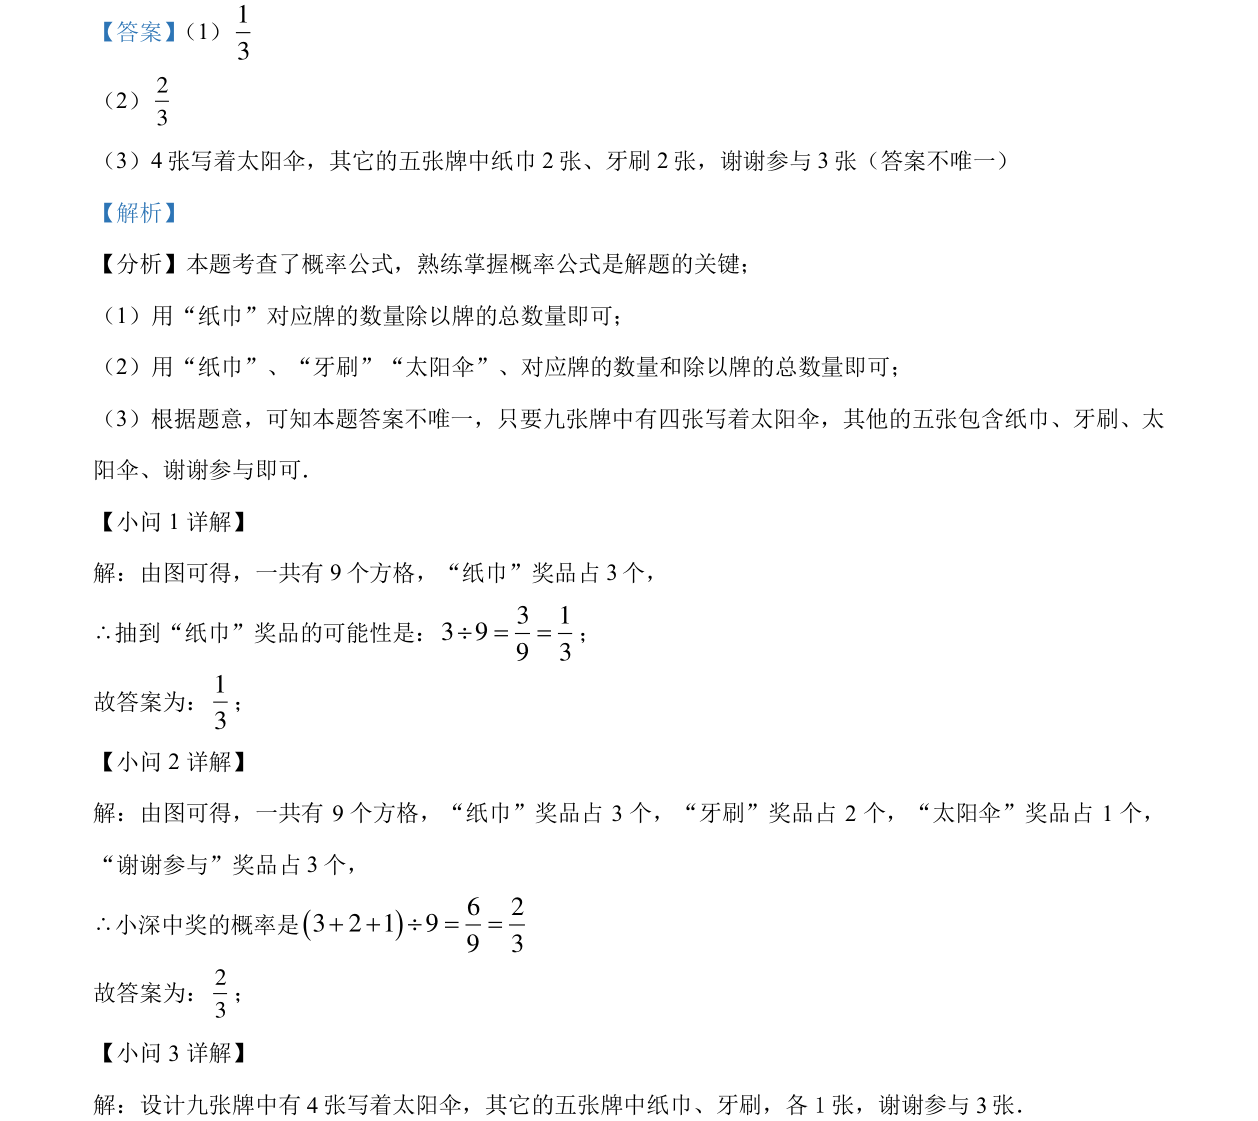 【答案】（1）1/3
（2）2/3
（3）4张写着太阳伞，其它的五张牌中纸巾2张、牙刷2张，谢谢参与3张（答案不唯一）
【解析】
【分析】本题考查了概率公式，熟练掌握概率公式是解题的关键；
（1）用“纸巾”对应牌的数量除以牌的总数量即可；
（2）用“纸巾”、“牙刷”“太阳伞”、对应牌的数量和除以牌的总数量即可；
（3）根据题意，可知本题答案不唯一，只要九张牌中有四张写着太阳伞，其他的五张包含纸巾、牙刷、太
阳伞、谢谢参与即可．
【小问1详解】
解：由图可得，一共有9个方格，“纸巾”奖品占3个，
∴抽到“纸巾”奖品的可能性是：3÷9=3/9=1/3；
故答案为：1/3；
【小问2详解】
解：由图可得，一共有9个方格，“纸巾”奖品占3个，“牙刷”奖品占2个，“太阳伞”奖品占1个，
“谢谢参与”奖品占3个，
∴小深中奖的概率是(3+2+1)÷9=6/9=2/3
故答案为：2/3；
【小问3详解】
解：设计九张牌中有4张写着太阳伞，其它的五张牌中纸巾、牙刷，各1张，谢谢参与3张．